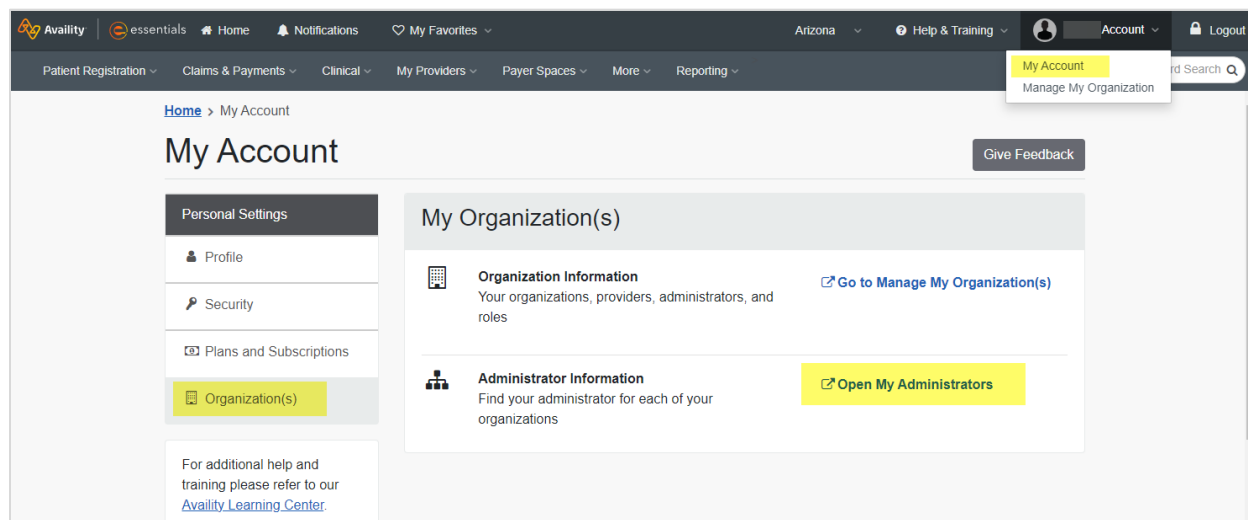 Availity essentials Home Notifications My Favorites Arizona Help & Training Account Logout
Patient Registration Claims & Payments Clinical My Providers Payer Spaces More Reporting rd Search
My Account
Manage My Organization
Home > My Account
My Account
Give Feedback
Personal Settings
Profile
Security
Plans and Subscriptions
Organization(s)
For additional help and
training please refer to our
Availity Learning Center.
My Organization(s)
Organization Information
Your organizations, providers, administrators, and
roles
Go to Manage My Organization(s)
Administrator Information
Find your administrator for each of your
organizations
Open My Administrators